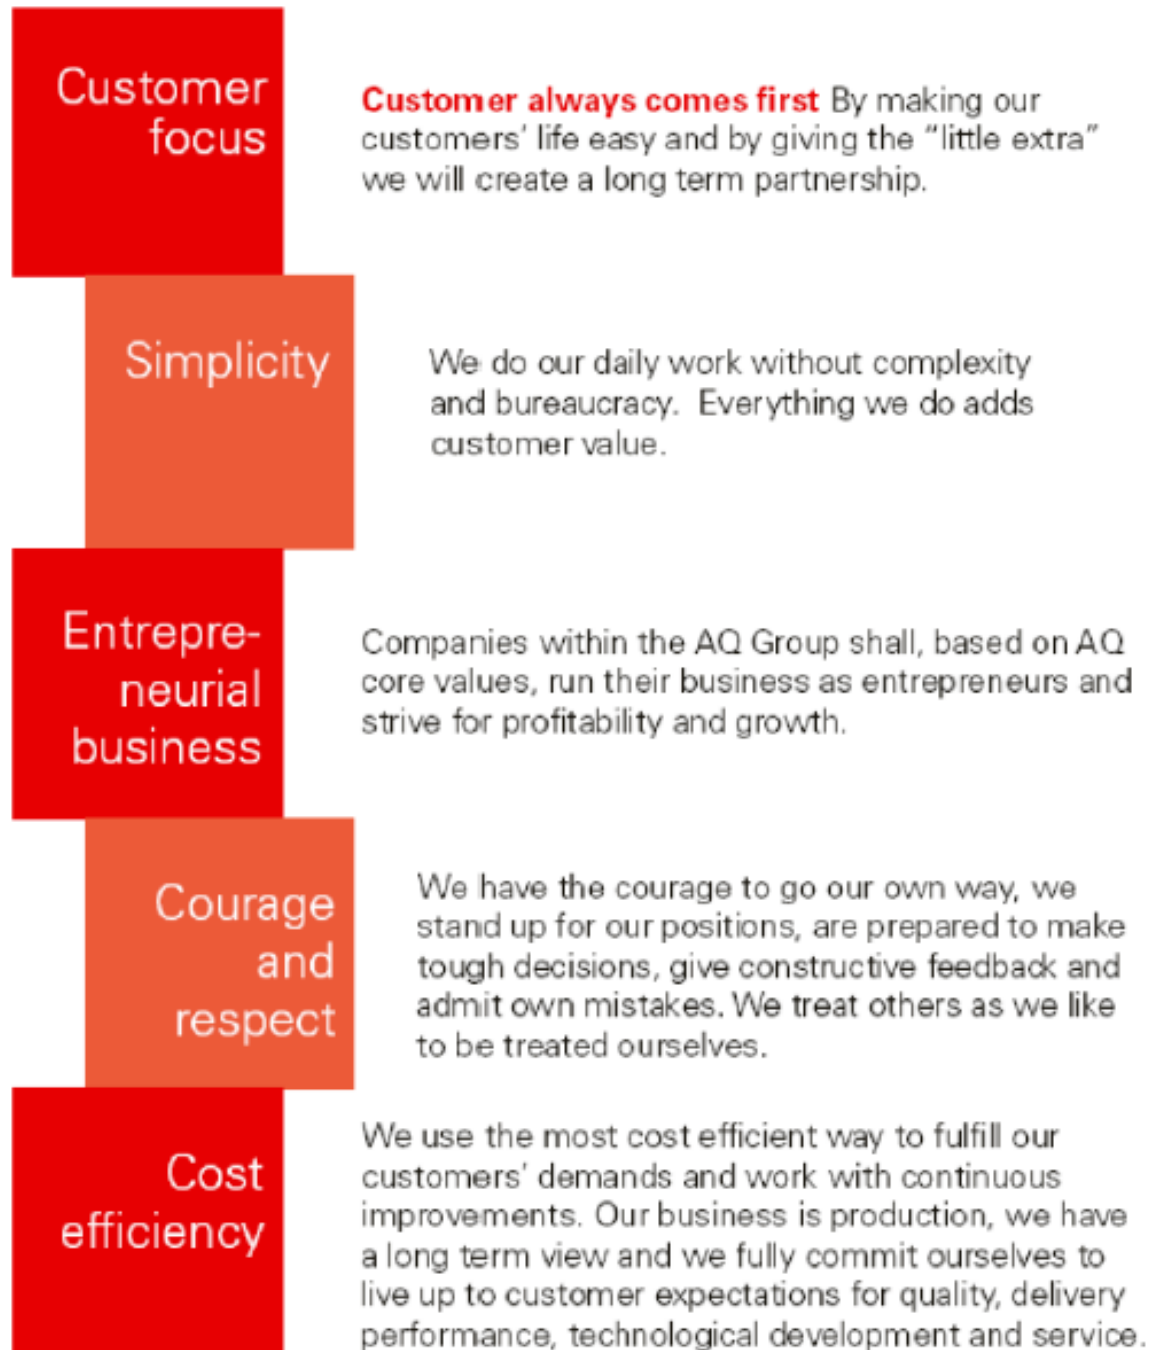 Customer
focus
Customer always comes first By making our
customers' life easy and by giving the "little extra"
we will create a long term partnership.
Simplicity
We do our daily work without complexity
and bureaucracy.  Everything we do adds
customer value.
Entrepre-
neurial
business
Companies within the AQ Group shall, based on AQ
core values, run their business as entrepreneurs and
strive for profitability and growth.
Courage
and
respect
We have the courage to go our own way, we
stand up for our positions, are prepared to make
tough decisions, give constructive feedback and
admit own mistakes. We treat others as we like
to be treated ourselves.
Cost
efficiency
We use the most cost efficient way to fulfill our
customers' demands and work with continuous
improvements. Our business is production, we have
a long term view and we fully commit ourselves to
live up to customer expectations for quality, delivery
performance, technological development and service.